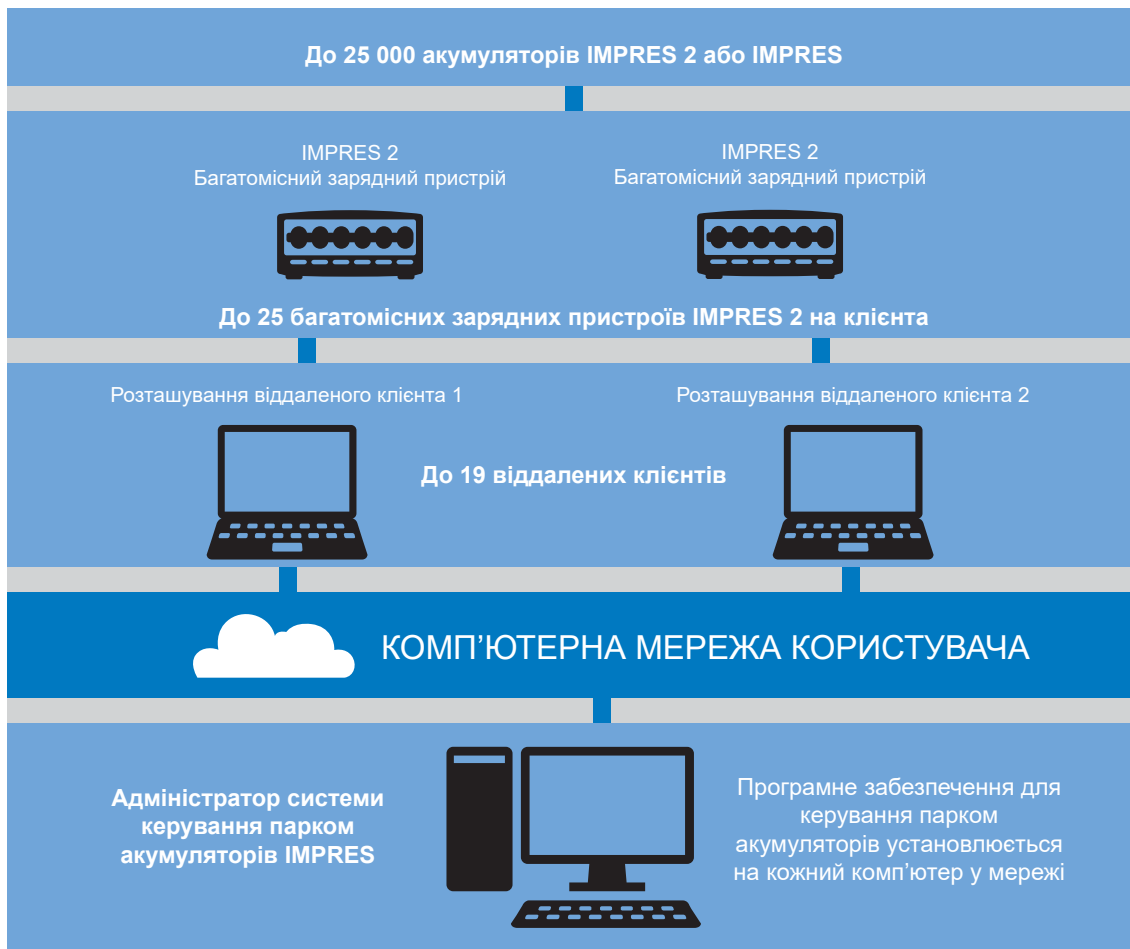 До 25 000 акумуляторів IMPRES 2 або IMPRES
IMPRES 2
Багатомісний зарядний пристрій
IMPRES 2
Багатомісний зарядний пристрій
До 25 багатомісних зарядних пристроїв IMPRES 2 на клієнта
Розташування віддаленого клієнта 1
Розташування віддаленого клієнта 2
До 19 віддалених клієнтів
КОМП’ЮТЕРНА МЕРЕЖА КОРИСТУВАЧА
Адміністратор системи
керування парком
акумуляторів IMPRES
Програмне забезпечення для
керування парком
акумуляторів установлюється
на кожний комп’ютер у мережі